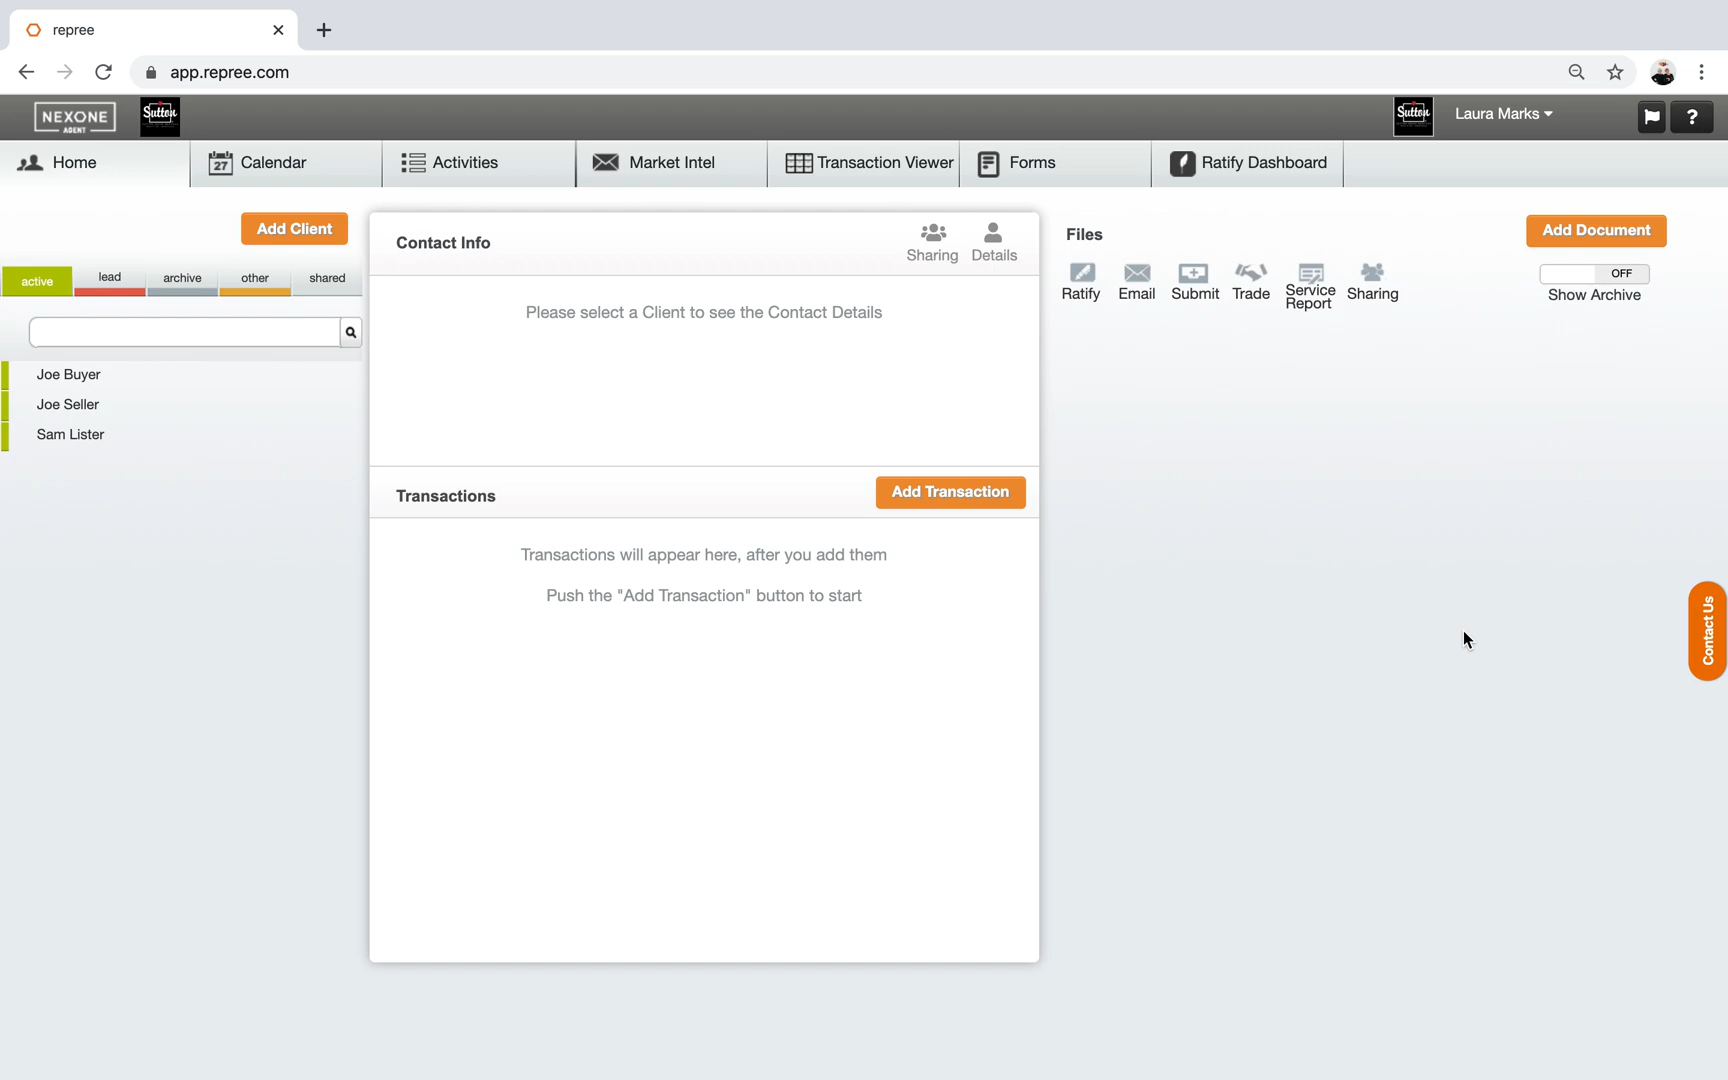 repree
app.repree.com
NEXONE
AGENT
Sutton
Sutton
Laura Marks
?
Home
27
Calendar
Activities
Market Intel
Transaction Viewer
Forms
Ratify Dashboard
Add Client
active
lead
archive
other
shared
Joe Buyer
Joe Seller
Sam Lister
Contact Info
Sharing
Details
Please select a Client to see the Contact Details
Transactions
Add Transaction
Transactions will appear here, after you add them
Push the "Add Transaction" button to start
Files
Add Document
Ratify
Email
Submit
Trade
Service
Report
Sharing
OFF
Show Archive
Contact Us